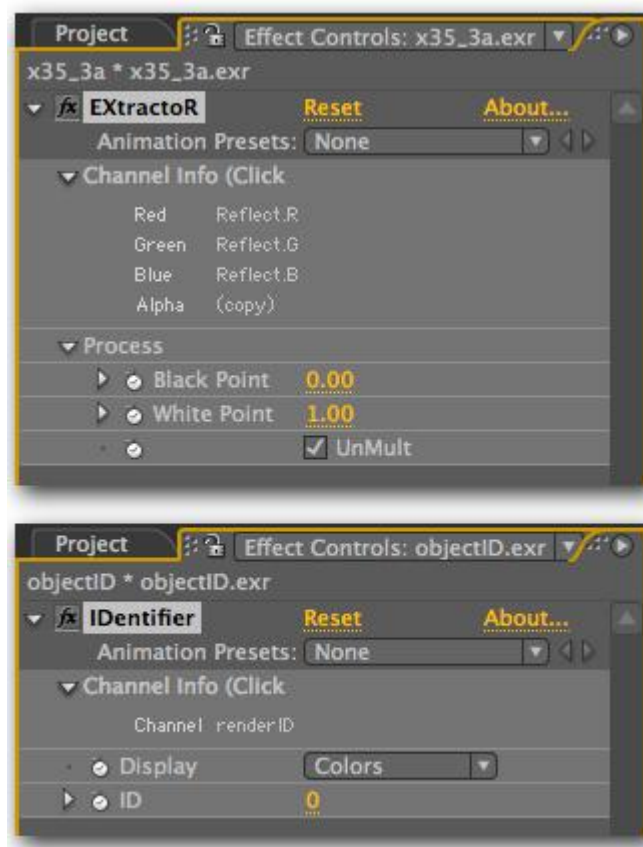 Project Effect Controls: x35_3a.exr
x35_3a * x35_3a.exr
fx EXtractoR Reset About...
Animation Presets: None
Channel Info (Click
Red Reflect.R
Green Reflect.G
Blue Reflect.B
Alpha (copy)
Process
Black Point 0.00
White Point 1.00
UnMult
Project Effect Controls: objectID.exr
objectID * objectID.exr
fx IDentifier Reset About...
Animation Presets: None
Channel Info (Click
Channel renderID
Display Colors
ID 0